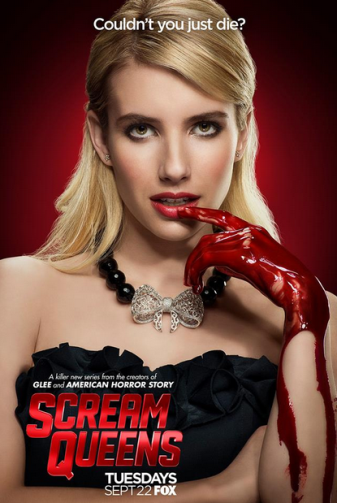 Couldn't you just die?
A killer new series from the creators of
GLEE and AMERICAN HORROR STORY
SCREAM
QUEENS
TUESDAYS
SEPT 22 FOX